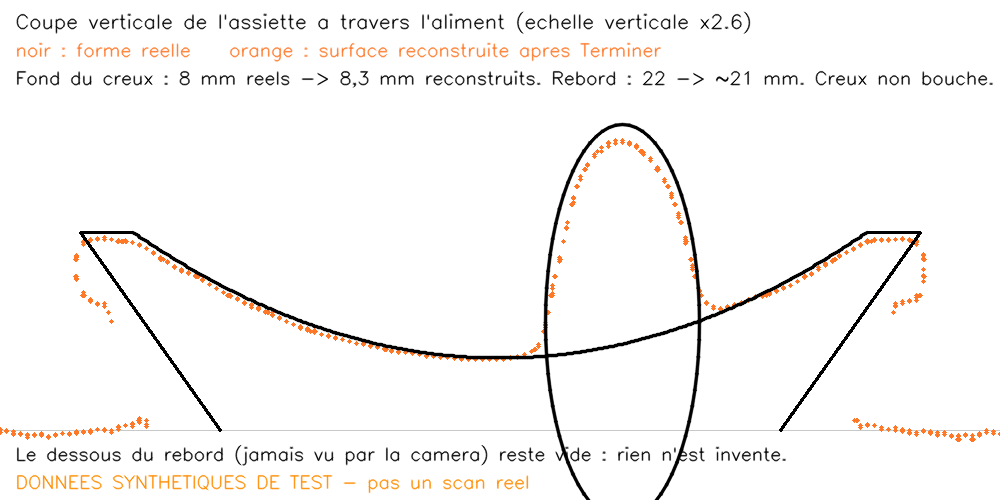 Coupe verticale de l'assiette a travers l'aliment (echelle verticale x2.6)
noir : forme reelle orange : surface reconstruite apres Terminer
Fond du creux : 8 mm reels -> 8,3 mm reconstruits. Rebord : 22 -> ~21 mm. Creux non bouche.
Le dessous du rebord (jamais vu par la camera) reste vide : rien n'est invente.
DONNEES SYNTHETIQUES DE TEST - pas un scan reel